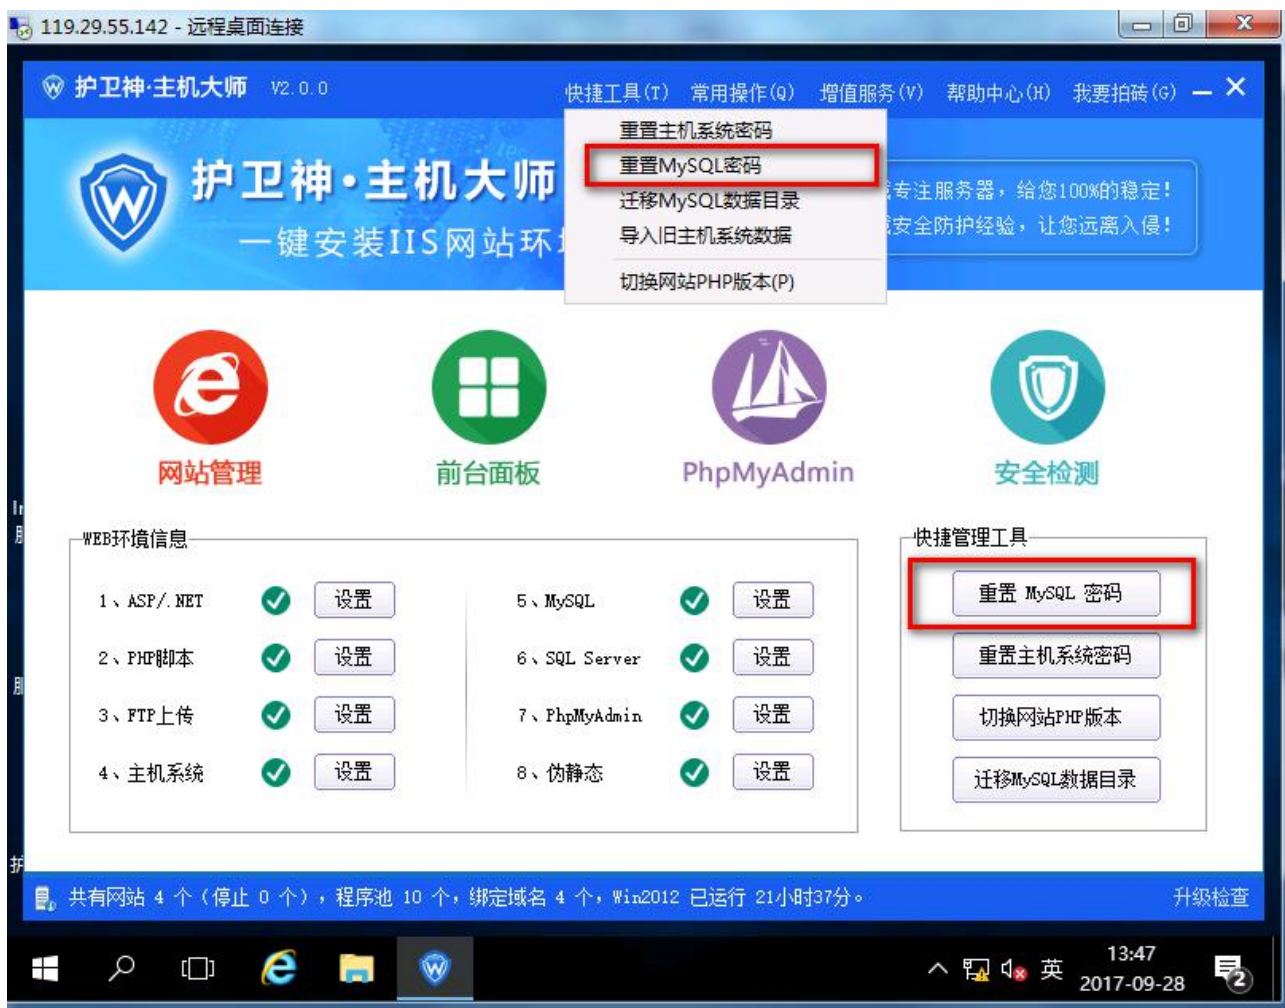 119.29.55.142 - 远程桌面连接
护卫神·主机大师 V2.0.0
快捷工具(T) 常用操作(Q) 增值服务(V) 帮助中心(H) 我要拍砖(G)
重置主机系统密码
重置MySQL密码
迁移MySQL数据目录
导入旧主机系统数据
切换网站PHP版本(P)
护卫神·主机大师
一键安装IIS网站环
专注服务器，给您100%的稳定!
安全防护经验，让您远离入侵!
网站管理
前台面板
PhpMyAdmin
安全检测
WEB环境信息
1、ASP/.NET 设置
2、PHP脚本 设置
3、FTP上传 设置
4、主机系统 设置
5、MySQL 设置
6、SQL Server 设置
7、PhpMyAdmin 设置
8、伪静态 设置
快捷管理工具
重置 MySQL 密码
重置主机系统密码
切换网站PHP版本
迁移MySQL数据目录
共有网站 4 个（停止 0 个），程序池 10 个，绑定域名 4 个，Win2012 已运行 21小时37分。
升级检查
英
13:47
2017-09-28
2